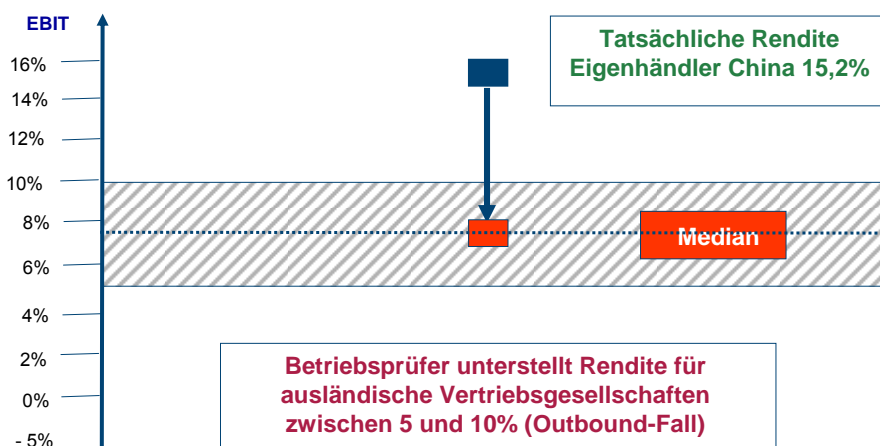 EBIT
16%
14%
12%
10%
8%
6%
4%
2%
0%
- 5%
Tatsächliche Rendite
Eigenhändler China 15,2%
Median
Betriebsprüfer unterstellt Rendite für
ausländische Vertriebsgesellschaften
zwischen 5 und 10% (Outbound-Fall)